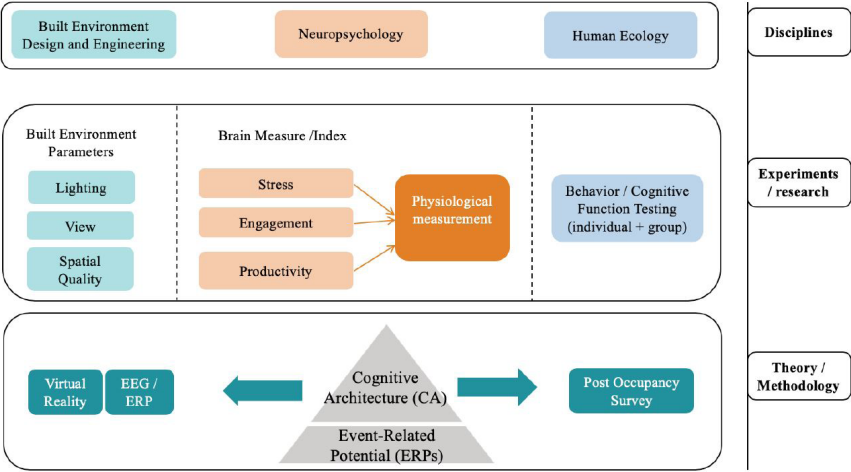 Built Environment
Design and Engineering
Neuropsychology
Human Ecology
Disciplines
Built Environment
Parameters
Lighting
View
Spatial
Quality
Brain Measure /Index
Stress
Engagement
Productivity
Physiological
measurement
Behavior / Cognitive
Function Testing
(individual + group)
Experiments
/ research
Virtual
Reality
EEG /
ERP
Cognitive
Architecture (CA)
Event-Related
Potential (ERPs)
Post Occupancy
Survey
Theory /
Methodology